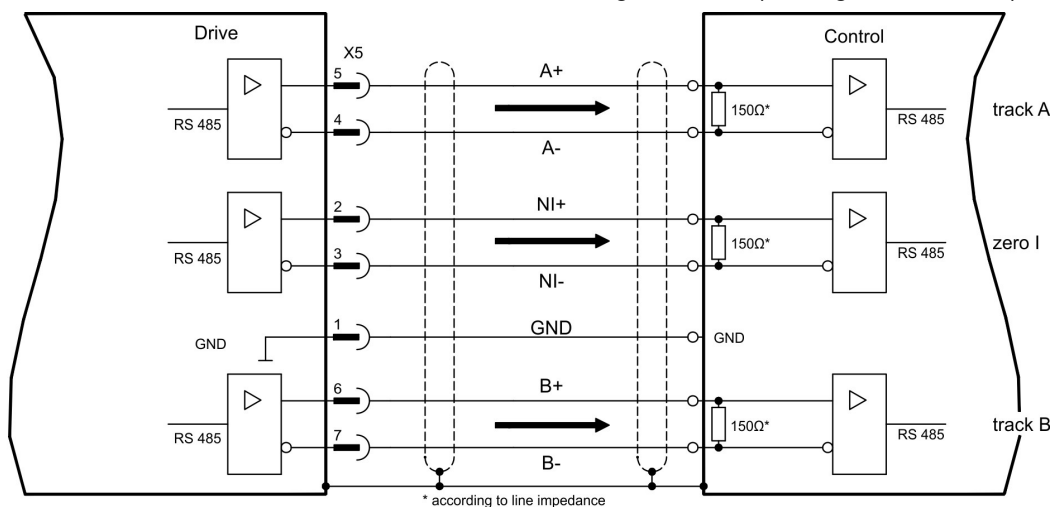 Drive
Control
X5
5
A+
150Ω*
RS 485
RS 485
track A
4
A-
2
NI+
150Ω*
RS 485
RS 485
zero I
3
NI-
1
GND
GND
GND
6
B+
150Ω*
RS 485
RS 485
track B
7
B-
* according to line impedance